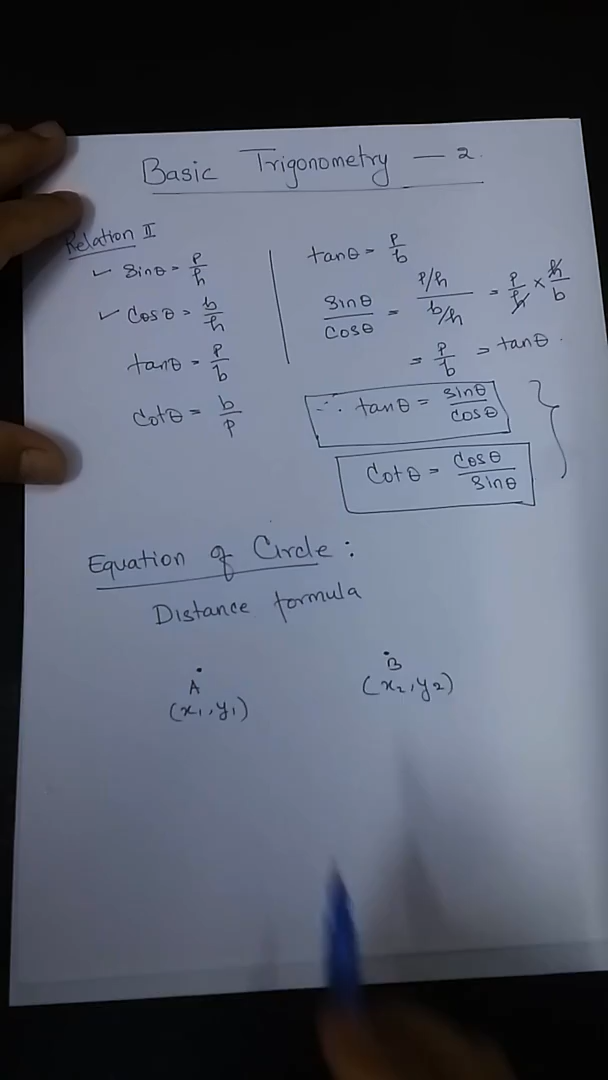 Basic Trigonometry — 2.
Relation II
✓ Sinθ = p/h
✓ Cosθ = b/h
tanθ = p/b
Cotθ = b/p
tanθ = p/b
Sinθ/Cosθ = (p/h)/(b/h) = p/h × h/b
= p/b = tanθ.
∴ tanθ = Sinθ/Cosθ
Cotθ = Cosθ/Sinθ
Equation of Circle :
Distance formula
A
(x₁, y₁)
B
(x₂, y₂)